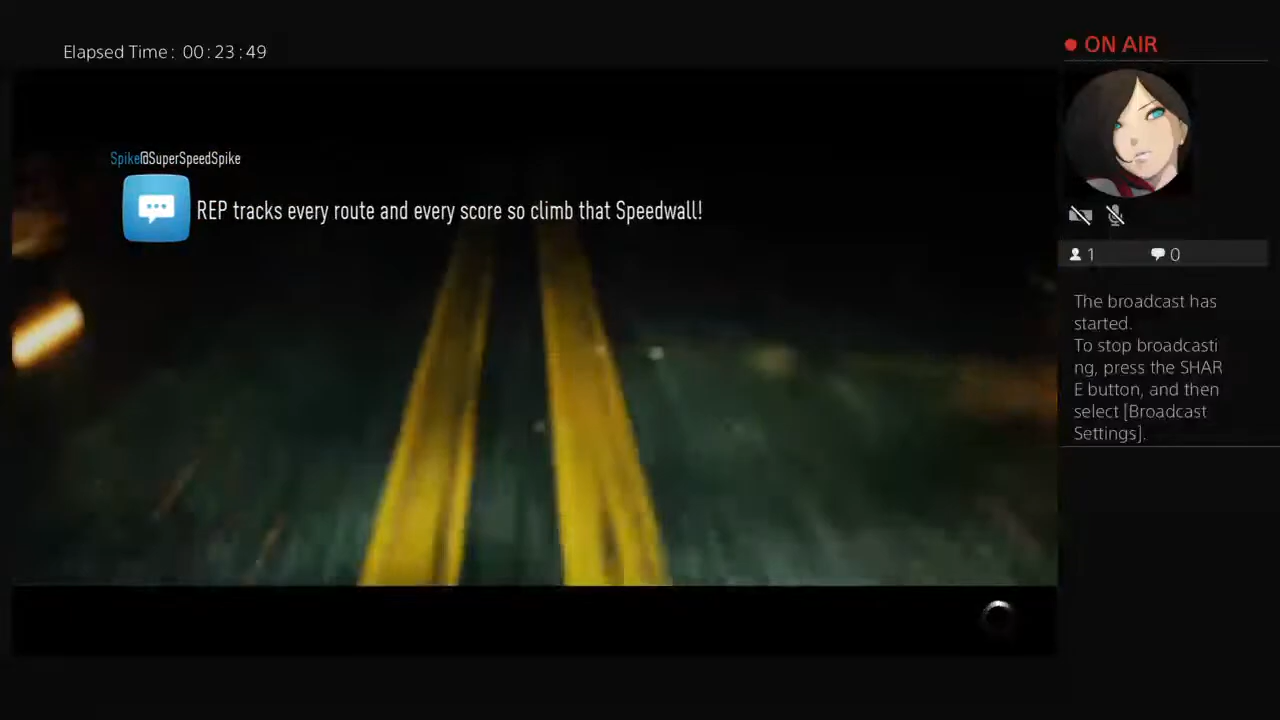 Elapsed Time: 00:23:49
ON AIR
Spike@SuperSpeedSpike
REP tracks every route and every score so climb that Speedwall!
1
0
The broadcast has
started.
To stop broadcasti
ng, press the SHAR
E button, and then
select [Broadcast
Settings].